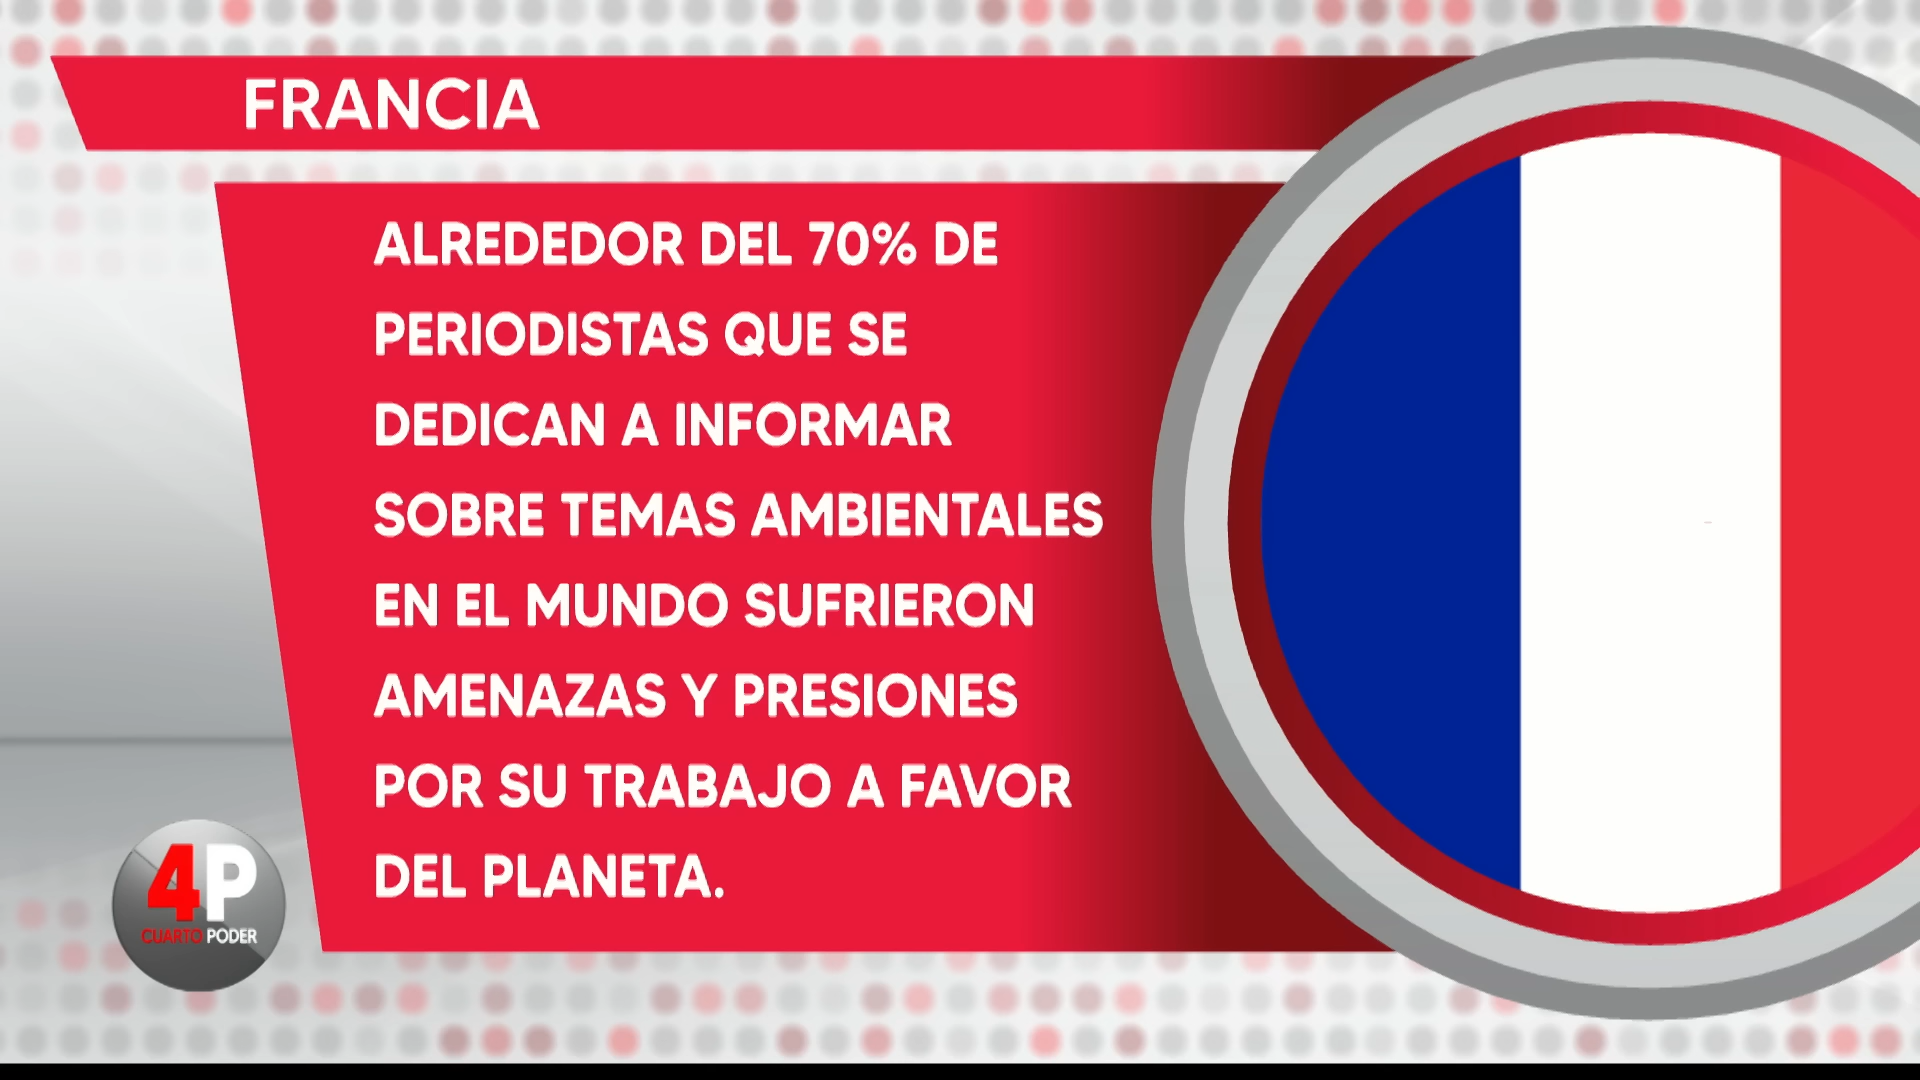 FRANCIA
ALREDEDOR DEL 70% DE
PERIODISTAS QUE SE
DEDICAN A INFORMAR
SOBRE TEMAS AMBIENTALES
EN EL MUNDO SUFRIERON
AMENAZAS Y PRESIONES
POR SU TRABAJO A FAVOR
DEL PLANETA.
4P
CUARTO PODER